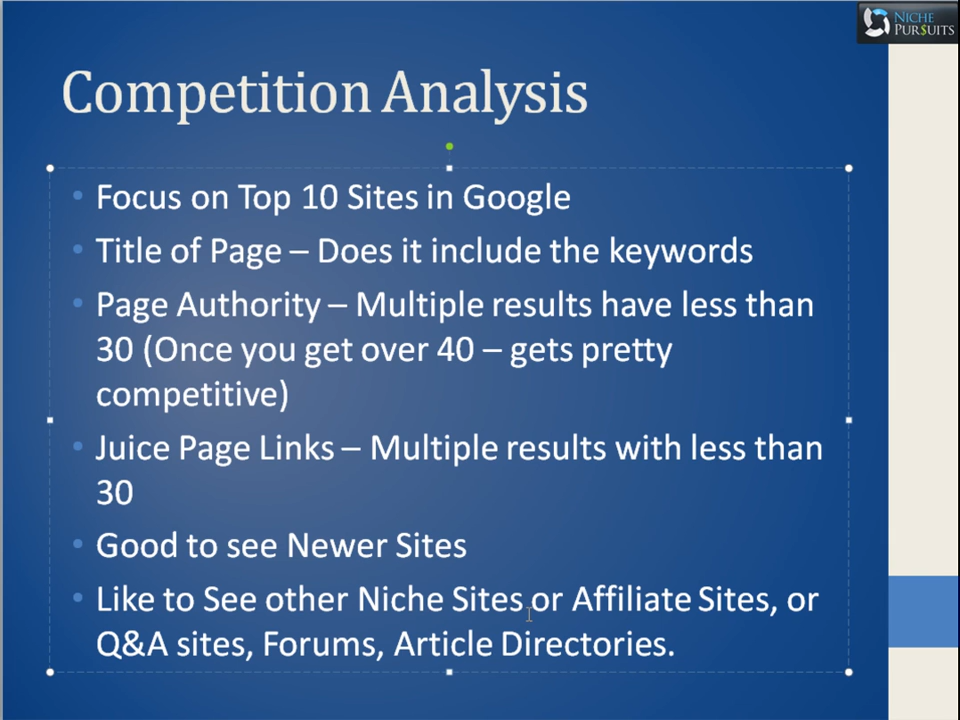 NICHE
PUR$UITS
Competition Analysis
• Focus on Top 10 Sites in Google
• Title of Page – Does it include the keywords
• Page Authority – Multiple results have less than
30 (Once you get over 40 – gets pretty
competitive)
• Juice Page Links – Multiple results with less than
30
• Good to see Newer Sites
• Like to See other Niche Sites or Affiliate Sites, or
Q&A sites, Forums, Article Directories.